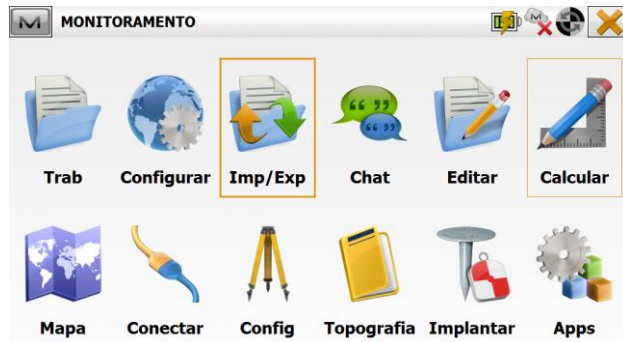 MONITORAMENTO
Trab Configurar Imp/Exp Chat Editar Calcular
Mapa Conectar Config Topografia Implantar Apps